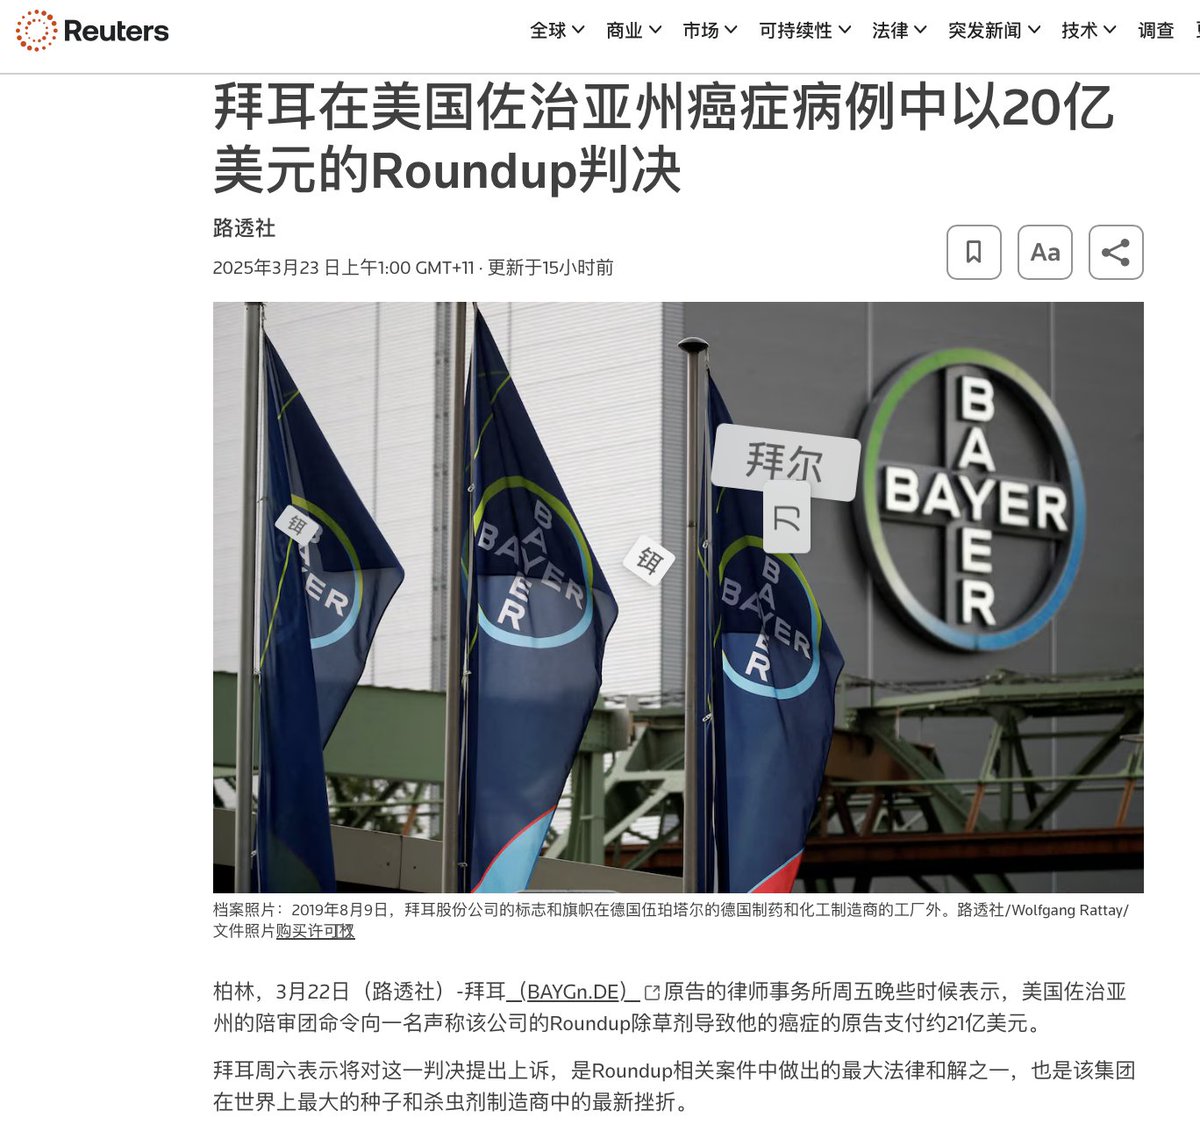 Reuters
全球 商业 市场 可持续性 法律 突发新闻 技术 调查
拜耳在美国佐治亚州癌症病例中以20亿
美元的Roundup判决
路透社
2025年3月23 日上午1:00 GMT+11 · 更新于15小时前
Aa
拜尔
刀
铒
铒
BAYER
BAYER
BAYER
BAYER
BAYER
BAYER
BAYER
BAYER
档案照片：2019年8月9日，拜耳股份公司的标志和旗帜在德国伍珀塔尔的德国制药和化工制造商的工厂外。路透社/Wolfgang Rattay/
文件照片购买许可
柏林，3月22日（路透社）-拜耳（BAYGn.DE）原告的律师事务所周五晚些时候表示，美国佐治亚
州的陪审团命令向一名声称该公司的Roundup除草剂导致他的癌症的原告支付约21亿美元。
拜耳周六表示将对这一判决提出上诉，是Roundup相关案件中做出的最大法律和解之一，也是该集团
在世界上最大的种子和杀虫剂制造商中的最新挫折。